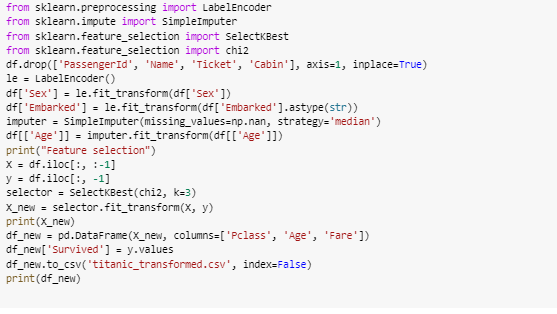 from sklearn.preprocessing import LabelEncoder
from sklearn.impute import SimpleImputer
from sklearn.feature_selection import SelectKBest
from sklearn.feature_selection import chi2
df.drop(['PassengerId', 'Name', 'Ticket', 'Cabin'], axis=1, inplace=True)
le = LabelEncoder()
df['Sex'] = le.fit_transform(df['Sex'])
df['Embarked'] = le.fit_transform(df['Embarked'].astype(str))
imputer = SimpleImputer(missing_values=np.nan, strategy='median')
df[['Age']] = imputer.fit_transform(df[['Age']])
print("Feature selection")
X = df.iloc[:, :-1]
y = df.iloc[:, -1]
selector = SelectKBest(chi2, k=3)
X_new = selector.fit_transform(X, y)
print(X_new)
df_new = pd.DataFrame(X_new, columns=['Pclass', 'Age', 'Fare'])
df_new['Survived'] = y.values
df_new.to_csv('titanic_transformed.csv', index=False)
print(df_new)